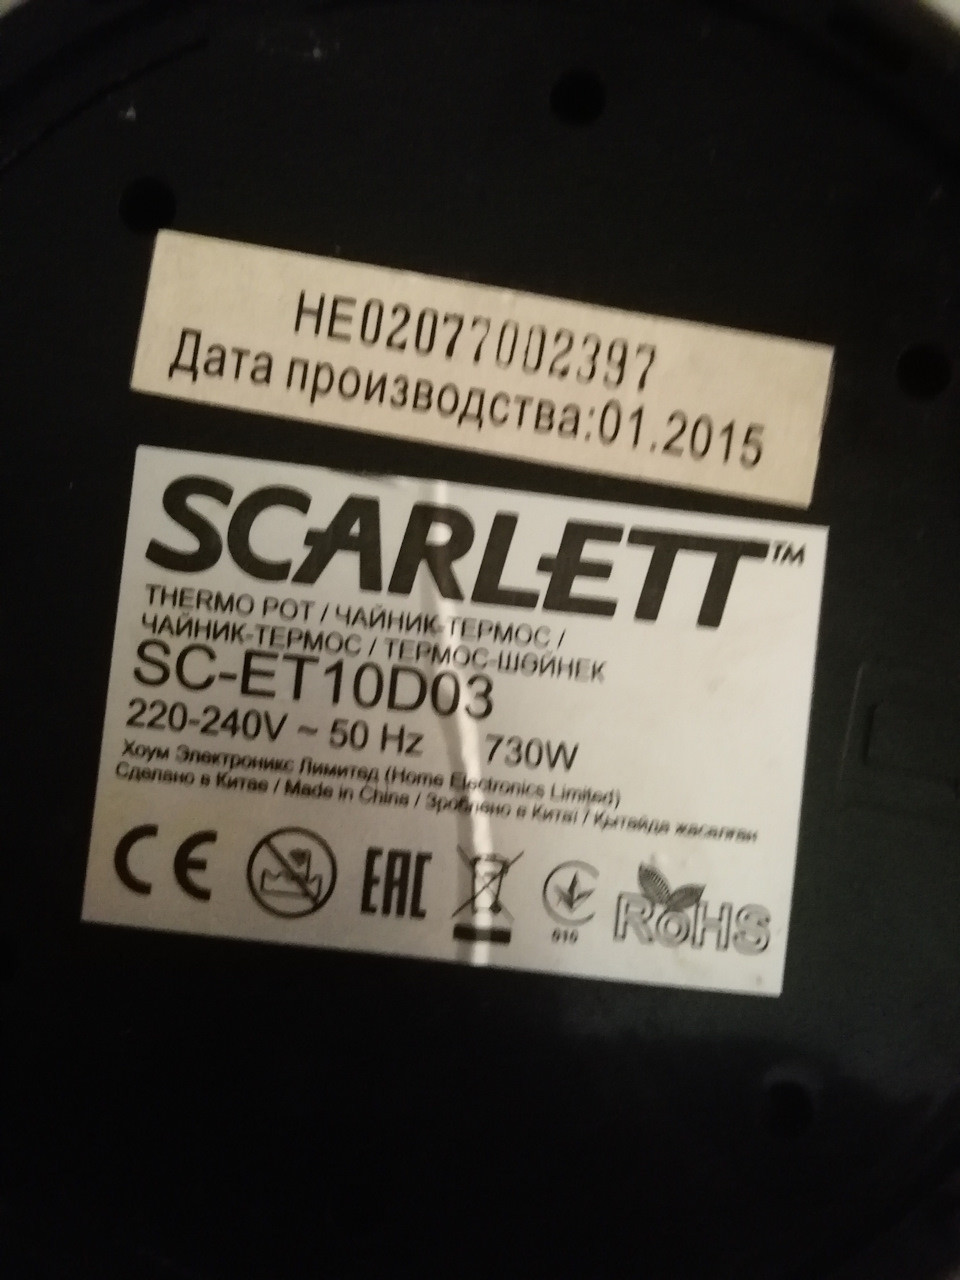 HE02077002397
Дата производства:01.2015
SCARLETT™
THERMO POT / ЧАЙНИК-ТЕРМОС /
ЧАЙНИК-ТЕРМОС / ТЕРМОС-ШӘЙНЕК
SC-ET10D03
220-240V ~ 50 Hz 730W
Хоум Электроникс Лимитед (Home Electronics Limited)
Сделано в Китае / Made in China / Зроблено в Китаї / Қытайда жасалған
CE EAC 016 RoHS